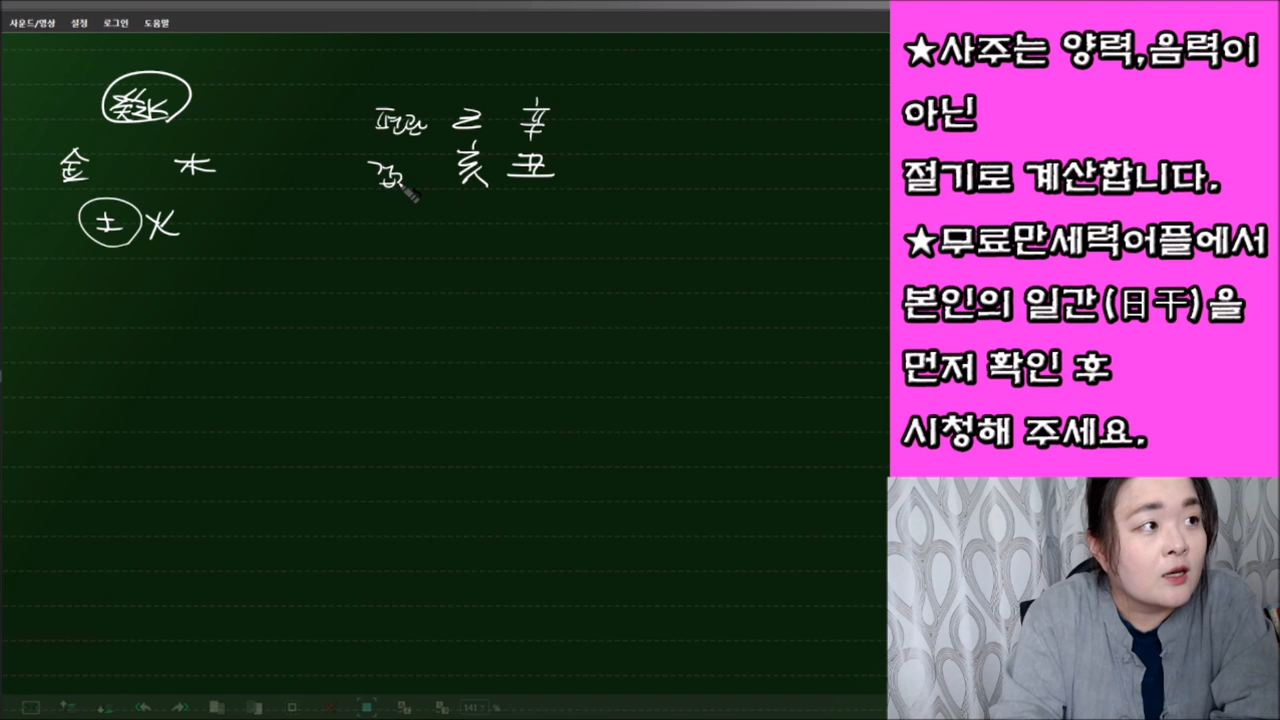 사운드/영상 설정 로그인 도움말
癸水
金 木
土 火
편관 己 辛
겁 亥 丑
★사주는 양력,음력이
아닌
절기로 계산합니다.
★무료만세력어플에서
본인의 일간(日干)을
먼저 확인 후
시청해 주세요.
141 %